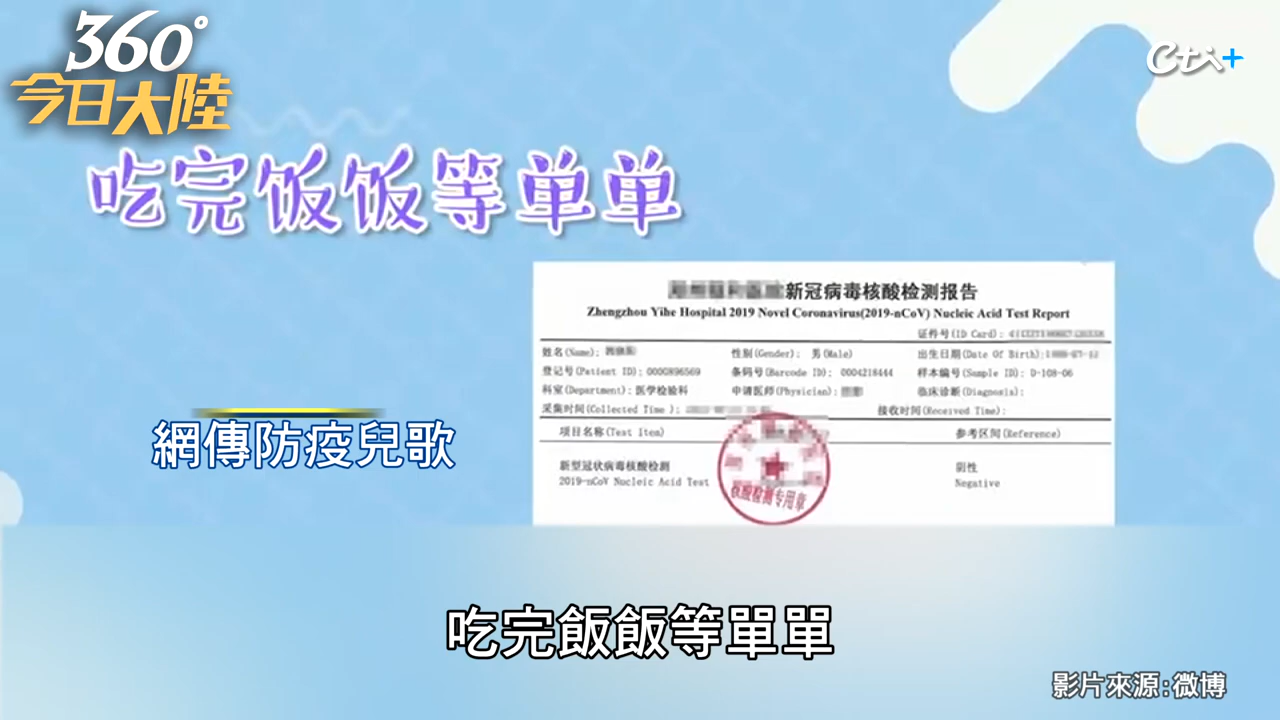 360°
今日大陸
Cti+
吃完饭饭等单单
新冠病毒核酸检测报告
Zhengzhou Yihe Hospital 2019 Novel Coronavirus(2019-nCoV) Nucleic Acid Test Report
证件号(ID Card):
姓名(Name): 性别(Gender): 男(Male) 出生日期(Date Of Birth):
登记号(Patient ID): 0000896569 条码号(Barcode ID): 0004218444 样本编号(Sample ID): D-108-06
科室(Department): 医学检验科 申请医师(Physician): 临床诊断(Diagnosis):
采集时间(Collected Time ): 接收时间(Received Time):
项目名称(Test item) 参考区间(Reference)
新型冠状病毒核酸检测 阴性
2019-nCoV Nucleic Acid Test Negative
核酸检测专用章
網傳防疫兒歌
吃完飯飯等單單
影片來源:微博